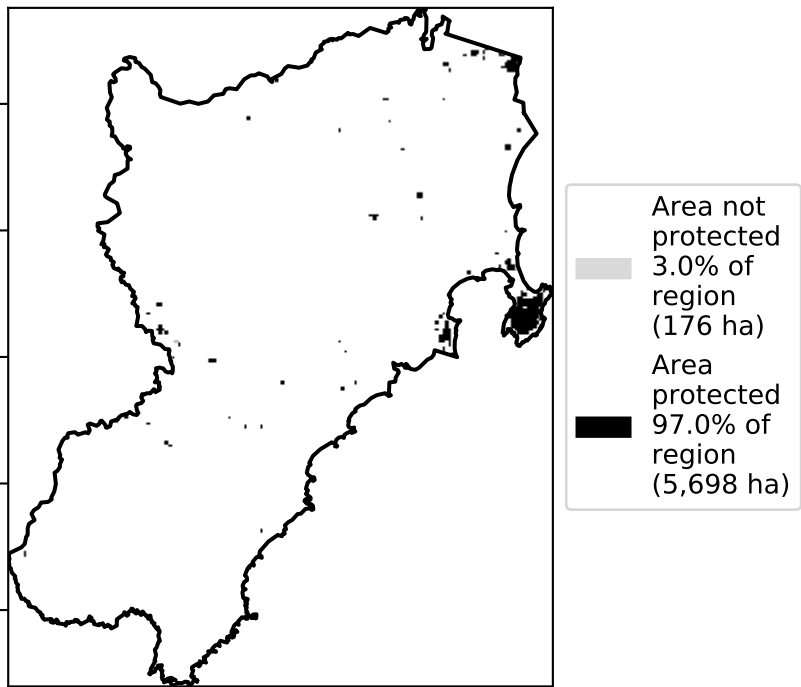 Area not
protected
3.0% of
region
(176 ha)
Area
protected
97.0% of
region
(5,698 ha)